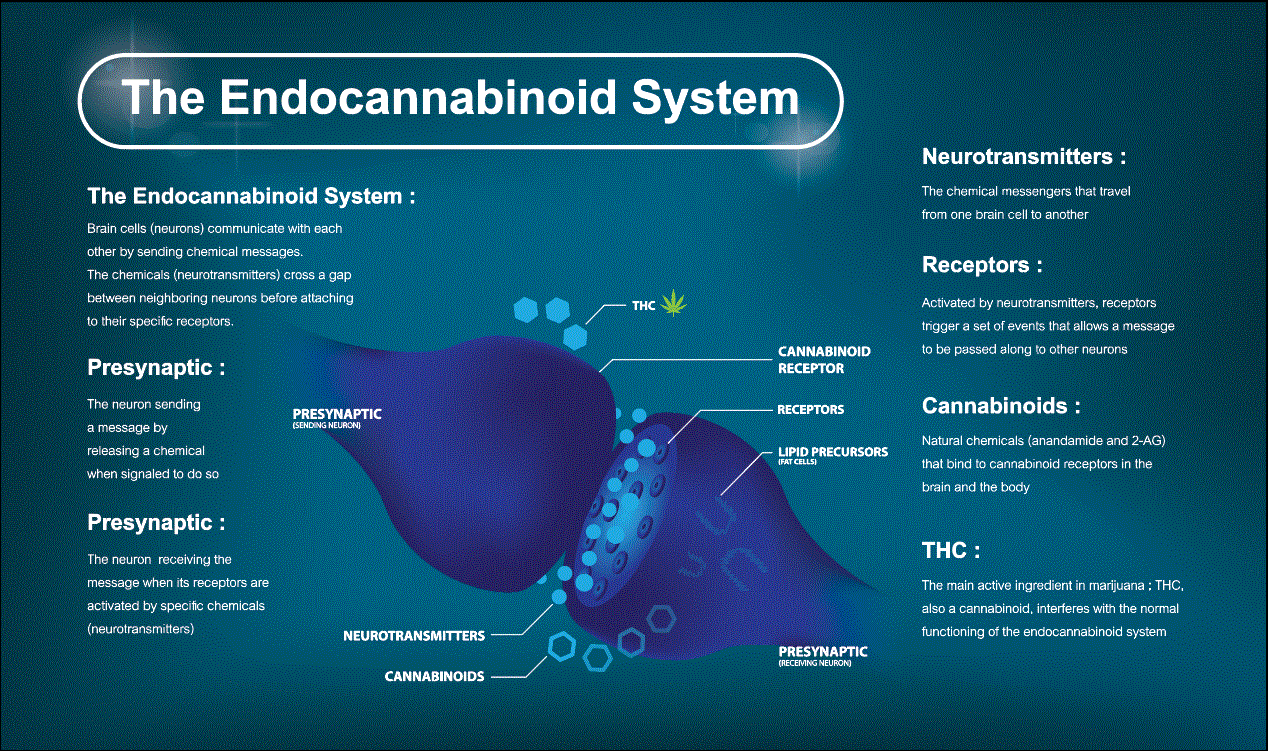 The Endocannabinoid System
The Endocannabinoid System :
Brain cells (neurons) communicate with each
other by sending chemical messages.
The chemicals (neurotransmitters) cross a gap
between neighboring neurons before attaching
to their specific receptors.
Presynaptic :
The neuron sending
a message by
releasing a chemical
when signaled to do so
Presynaptic :
The neuron receiving the
message when its receptors are
activated by specific chemicals
(neurotransmitters)
THC
CANNABINOID
RECEPTOR
PRESYNAPTIC
(SENDING NEURON)
RECEPTORS
LIPID PRECURSORS
(FAT CELLS)
NEUROTRANSMITTERS
CANNABINOIDS
PRESYNAPTIC
(RECEIVING NEURON)
Neurotransmitters :
The chemical messengers that travel
from one brain cell to another
Receptors :
Activated by neurotransmitters, receptors
trigger a set of events that allows a message
to be passed along to other neurons
Cannabinoids :
Natural chemicals (anandamide and 2-AG)
that bind to cannabinoid receptors in the
brain and the body
THC :
The main active ingredient in marijuana ; THC,
also a cannabinoid, interferes with the normal
functioning of the endocannabinoid system